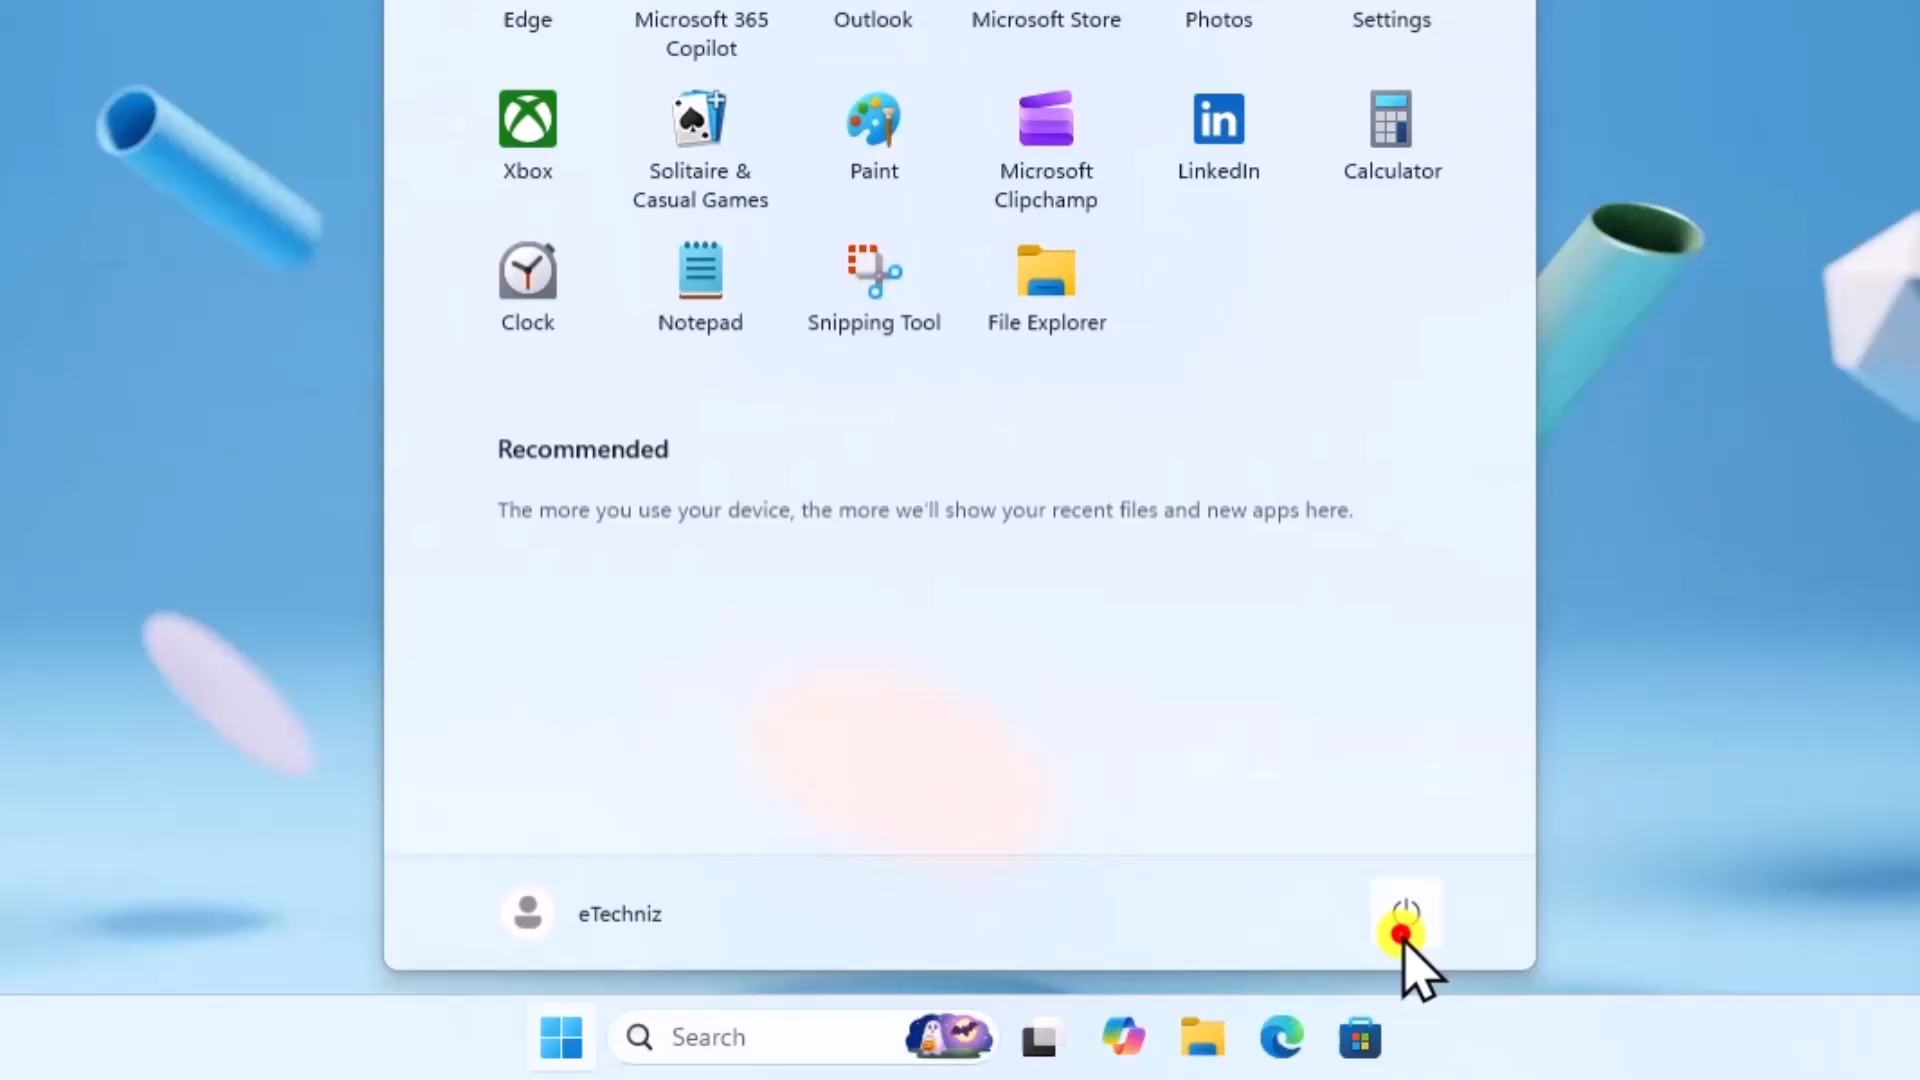 Edge
Microsoft 365
Copilot
Outlook
Microsoft Store
Photos
Settings
Xbox
Solitaire &
Casual Games
Paint
Microsoft
Clipchamp
in
LinkedIn
Calculator
Clock
Notepad
Snipping Tool
File Explorer
Recommended
The more you use your device, the more we'll show your recent files and new apps here.
eTechniz
Search